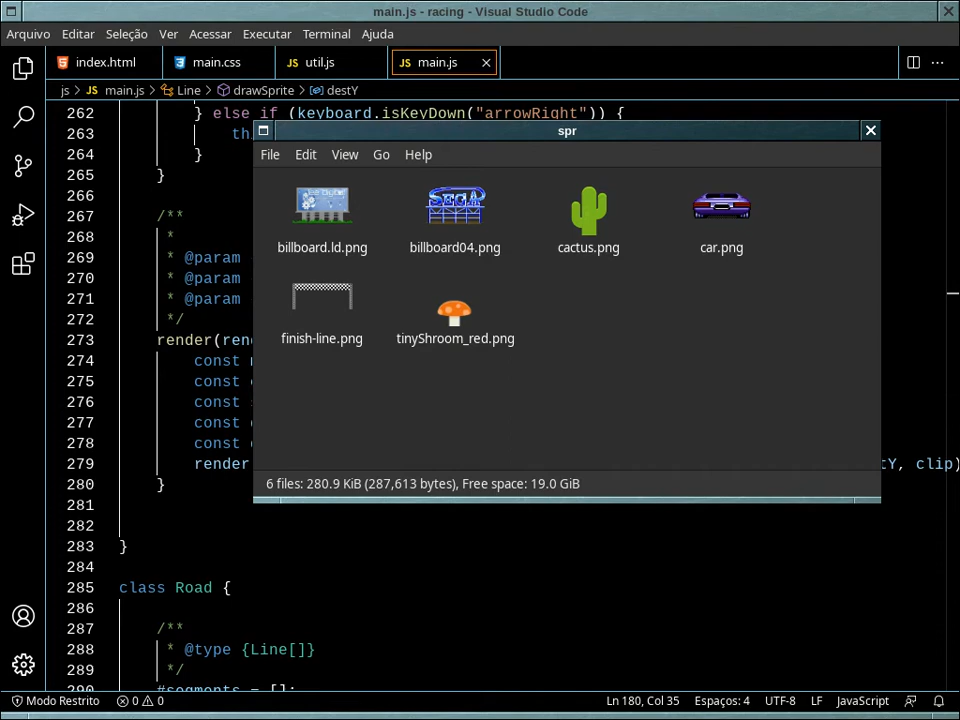 main.js - racing - Visual Studio Code
Arquivo Editar Seleção Ver Acessar Executar Terminal Ajuda
index.html main.css util.js main.js
js > main.js > Line > drawSprite > destY
262 } else if (keyboard.isKeyDown("arrowRight")) {
263 thi
264 }
265 }
266
267 /**
268 *
269 * @param
270 * @param
271 * @param
272 */
273 render(ren
274 const
275 const
276 const
277 const
278 const
279 render tY, clip)
280 }
281
282
283 }
284
285 class Road {
286
287 /**
288 * @type {Line[]}
289 */
290 #segments = [];
spr
File Edit View Go Help
billboard.ld.png billboard04.png cactus.png car.png
SEGA
finish-line.png tinyShroom_red.png
6 files: 280.9 KiB (287,613 bytes), Free space: 19.0 GiB
Modo Restrito 0 0 Ln 180, Col 35 Espaços: 4 UTF-8 LF JavaScript